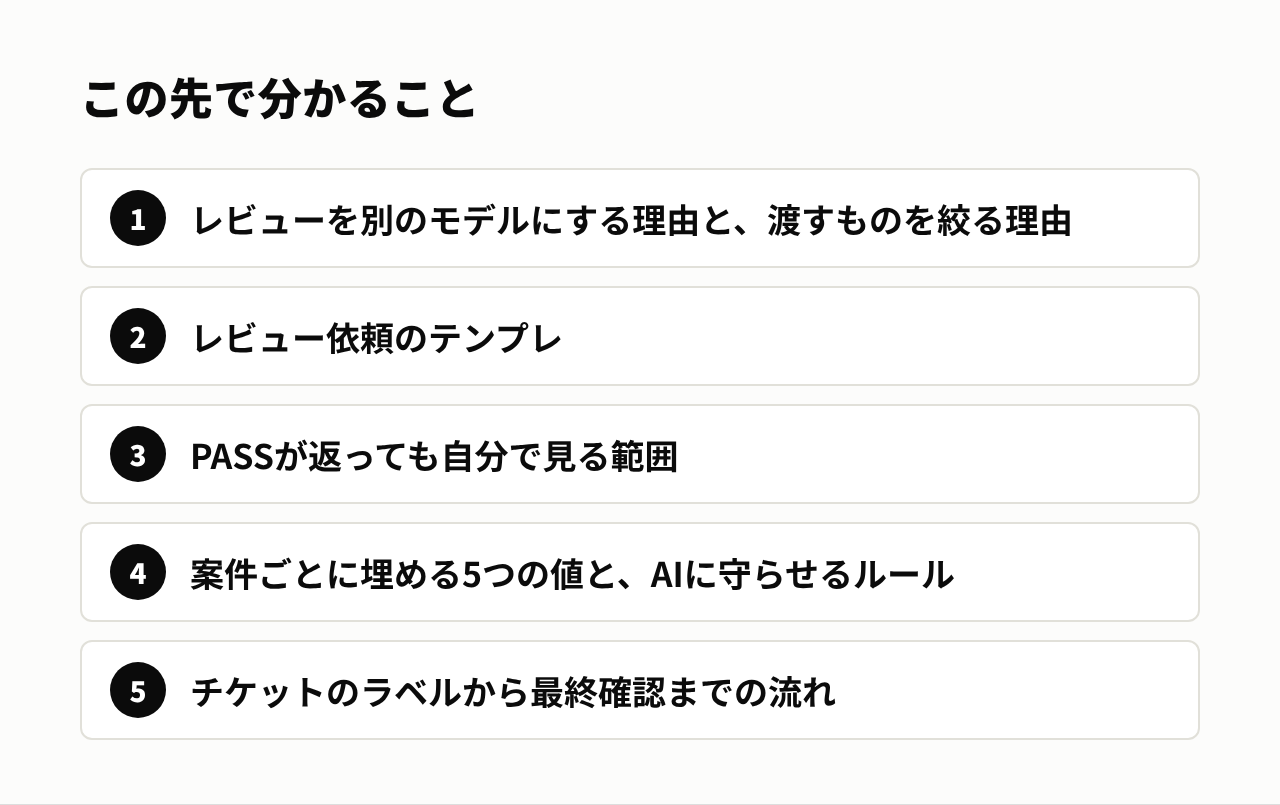 この先で分かること
1 レビューを別のモデルにする理由と、渡すものを絞る理由
2 レビュー依頼のテンプレ
3 PASSが返っても自分で見る範囲
4 案件ごとに埋める5つの値と、AIに守らせるルール
5 チケットのラベルから最終確認までの流れ